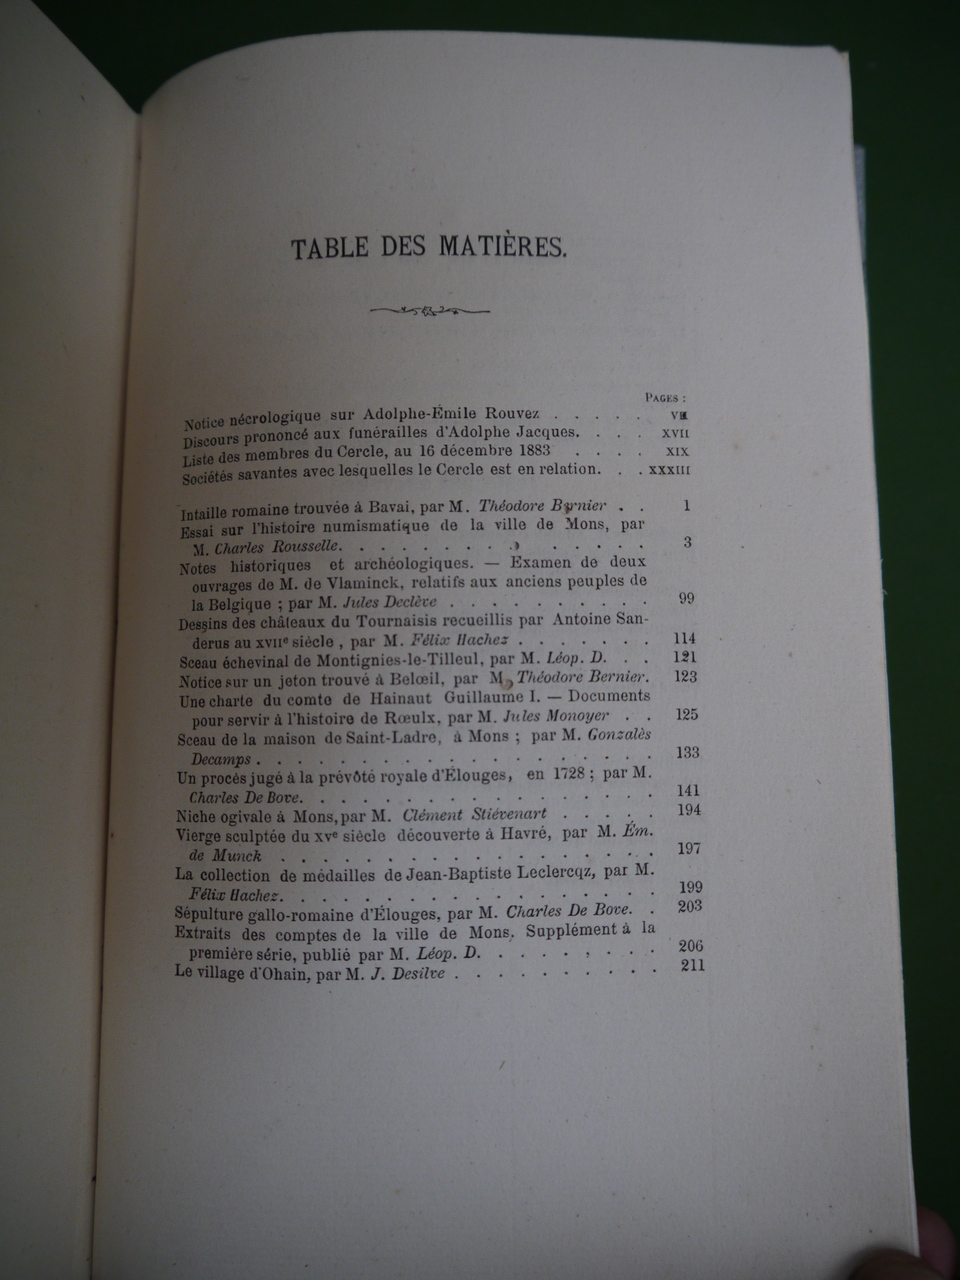 TABLE DES MATIÈRES.
PAGES :
Notice nécrologique sur Adolphe-Émile Rouvez . . . . . VII
Discours prononcé aux funérailles d'Adolphe Jacques. . . . XVII
Liste des membres du Cercle, au 16 décembre 1883 . . . . XIX
Sociétés savantes avec lesquelles le Cercle est en relation. . . XXXIII
Intaille romaine trouvée à Bavai, par M. Théodore Bernier . . 1
Essai sur l'histoire numismatique de la ville de Mons, par
M. Charles Rousselle. . . . . . . . . . . . . 3
Notes historiques et archéologiques. — Examen de deux
ouvrages de M. de Vlaminck, relatifs aux anciens peuples de
la Belgique ; par M. Jules Declève . . . . . . . . . . 99
Dessins des châteaux du Tournaisis recueillis par Antoine San-
derus au XVIIe siècle , par M. Félix Hachez . . . . . . . 114
Sceau échevinal de Montignies-le-Tilleul, par M. Léop. D. . . 121
Notice sur un jeton trouvé à Belœil, par M. Théodore Bernier. 123
Une charte du comte de Hainaut Guillaume I. — Documents
pour servir à l'histoire de Rœulx, par M. Jules Monoyer . . 125
Sceau de la maison de Saint-Ladre, à Mons ; par M. Gonzalès
Decamps . . . . . . . . . . . . . . . 133
Un procès jugé à la prévôté royale d'Élouges, en 1728 ; par M.
Charles De Bove. . . . . . . . . . . . . . 141
Niche ogivale à Mons, par M. Clément Stiévenart . . . . . 194
Vierge sculptée du XVe siècle découverte à Havré, par M. Ém.
de Munck . . . . . . . . . . . . . . 197
La collection de médailles de Jean-Baptiste Leclercqz, par M.
Félix Hachez. . . . . . . . . . . . . . . 199
Sépulture gallo-romaine d'Élouges, par M. Charles De Bove. . 203
Extraits des comptes de la ville de Mons. Supplément à la
première série, publié par M. Léop. D. . . . . . . . 206
Le village d'Ohain, par M. J. Desilve . . . . . . . . . . 211